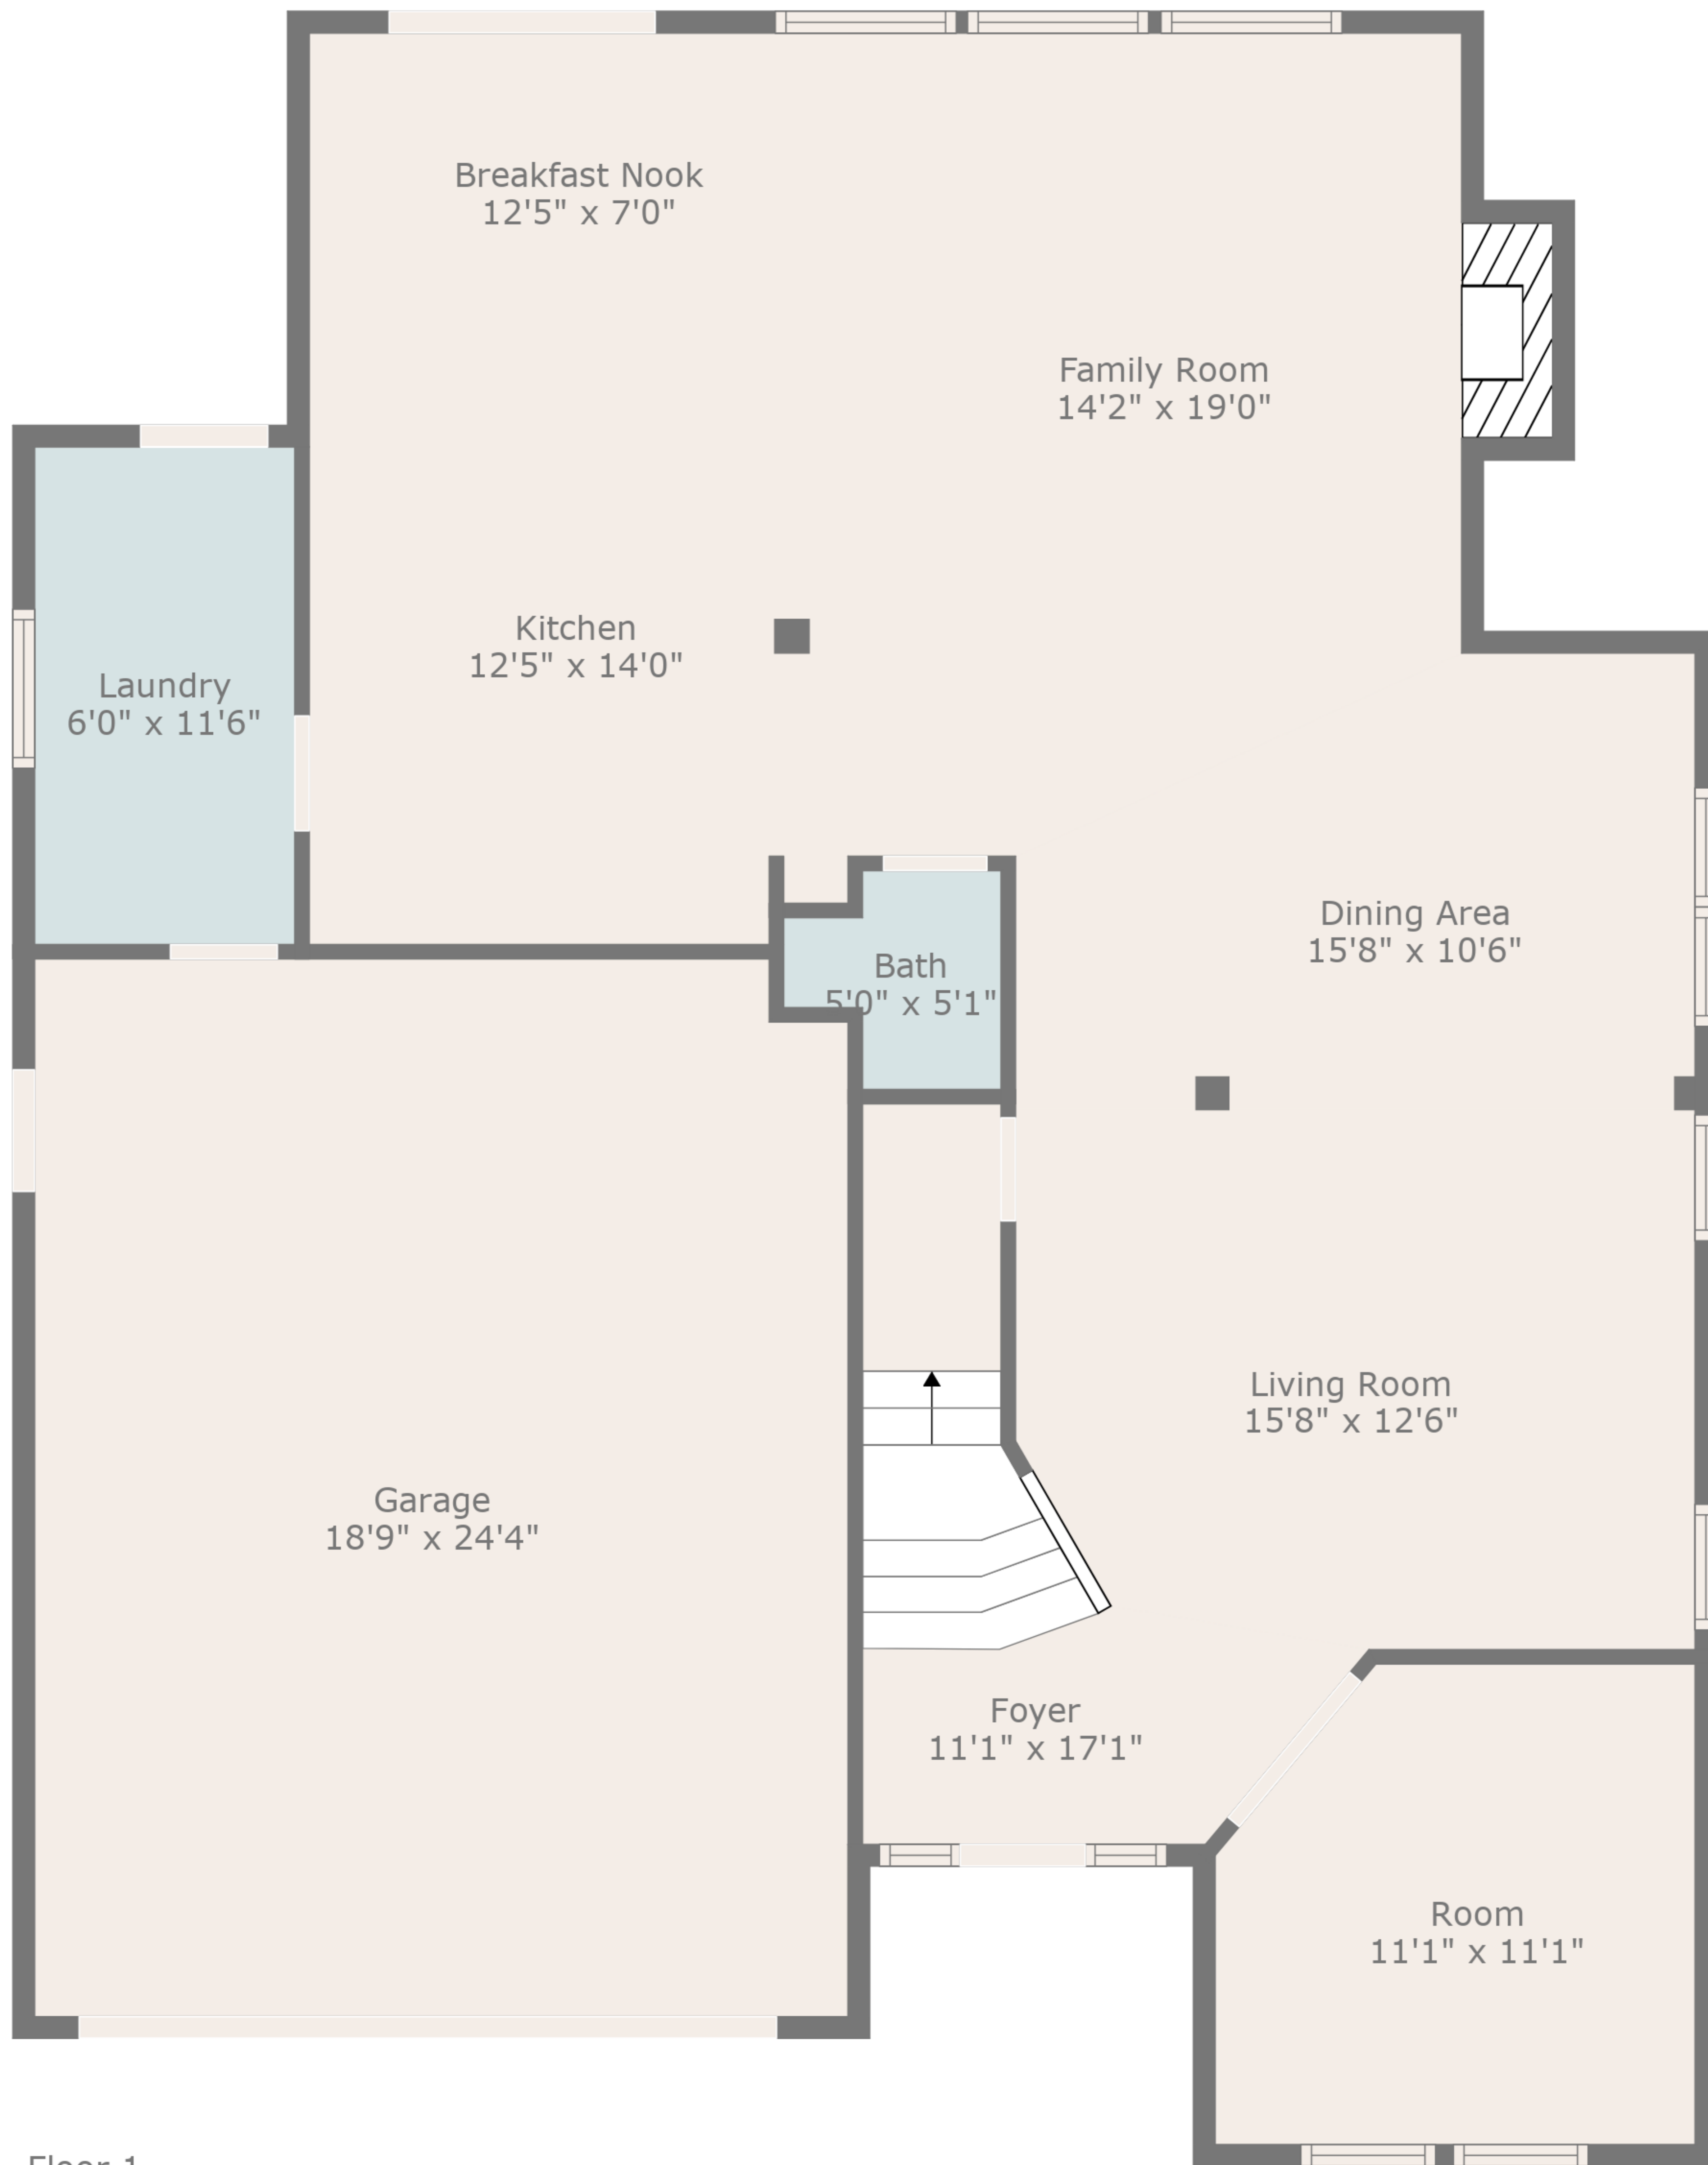 Breakfast Nook
12'5" x 7'0"
Family Room
14'2" x 19'0"
Kitchen
12'5" x 14'0"
Laundry
6'0" x 11'6"
Dining Area
15'8" x 10'6"
Bath
5'0" x 5'1"
Living Room
15'8" x 12'6"
Garage
18'9" x 24'4"
Foyer
11'1" x 17'1"
Room
11'1" x 11'1"
Floor 1